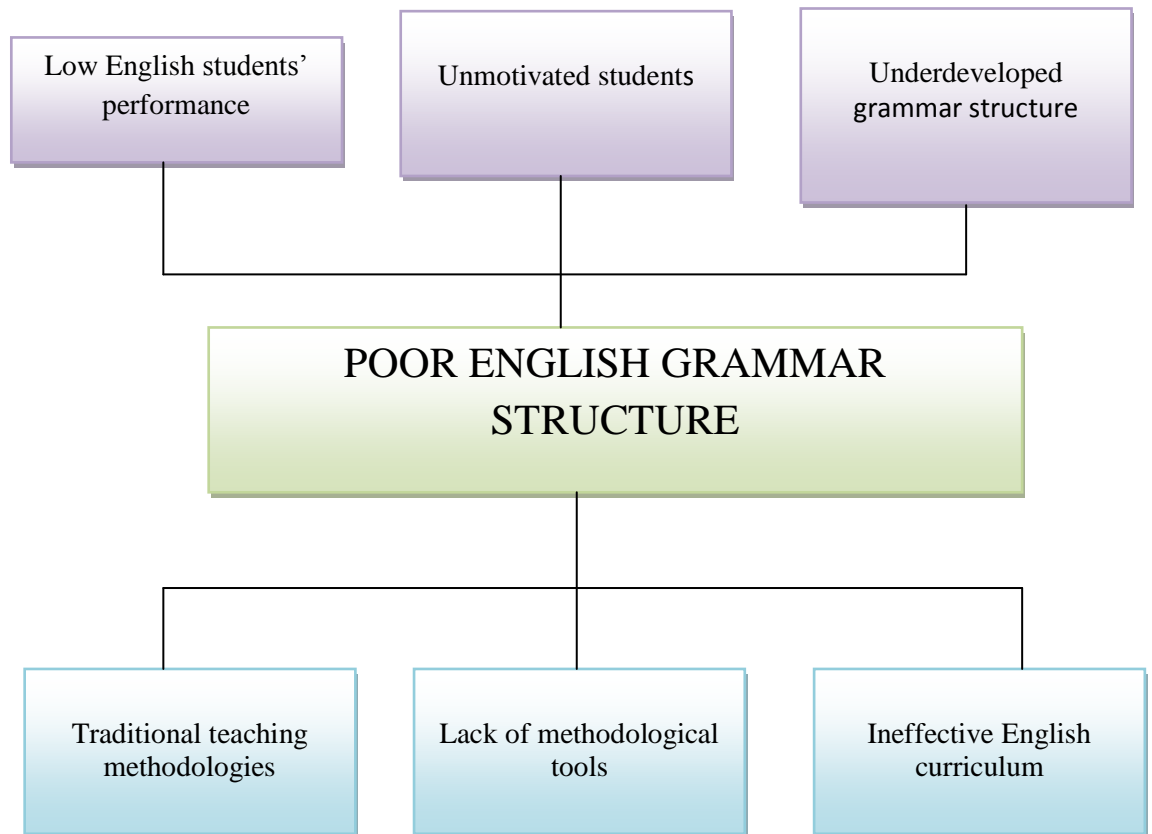 Low English students’
performance
Unmotivated students
Underdeveloped
grammar structure
POOR ENGLISH GRAMMAR
STRUCTURE
Traditional teaching
methodologies
Lack of methodological
tools
Ineffective English
curriculum